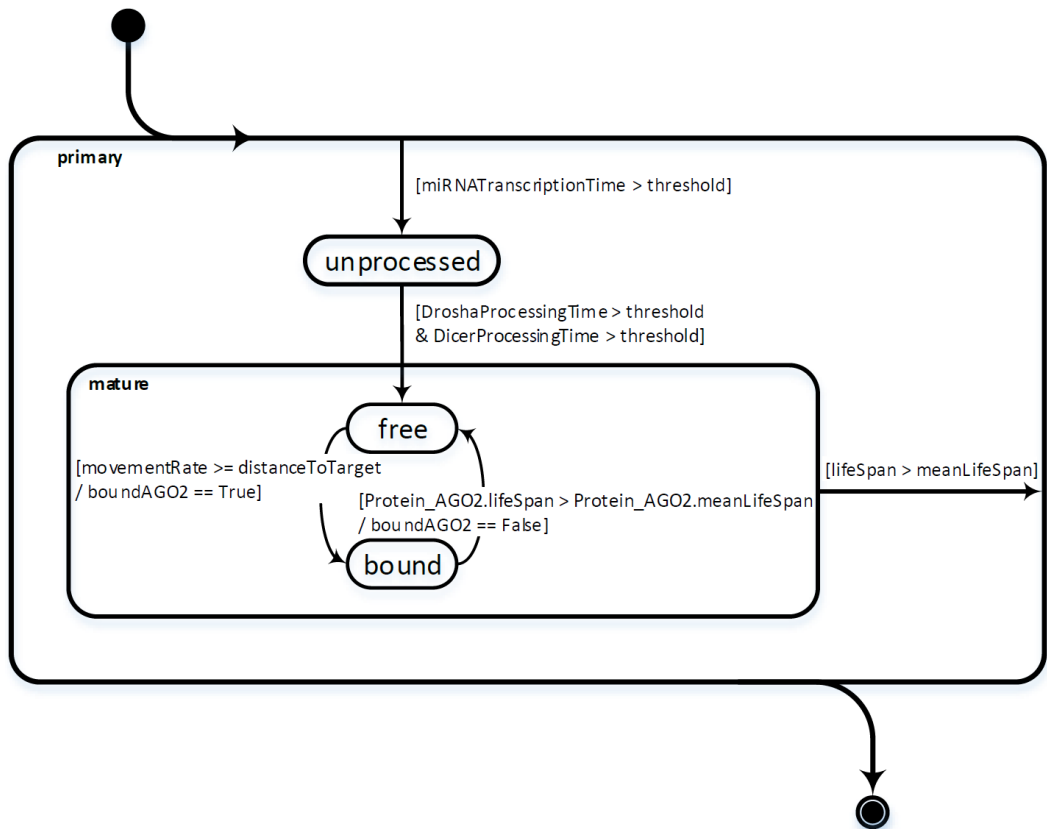 primary
[miRNATranscriptionTime > threshold]
unprocessed
[DroshaProcessingTime > threshold
& DicerProcessingTime > threshold]
mature
free
[movementRate >= distanceToTarget
/ boundAGO2 == True]
[Protein_AGO2.lifeSpan > Protein_AGO2.meanLifeSpan
/ boundAGO2 == False]
bound
[lifeSpan > meanLifeSpan]